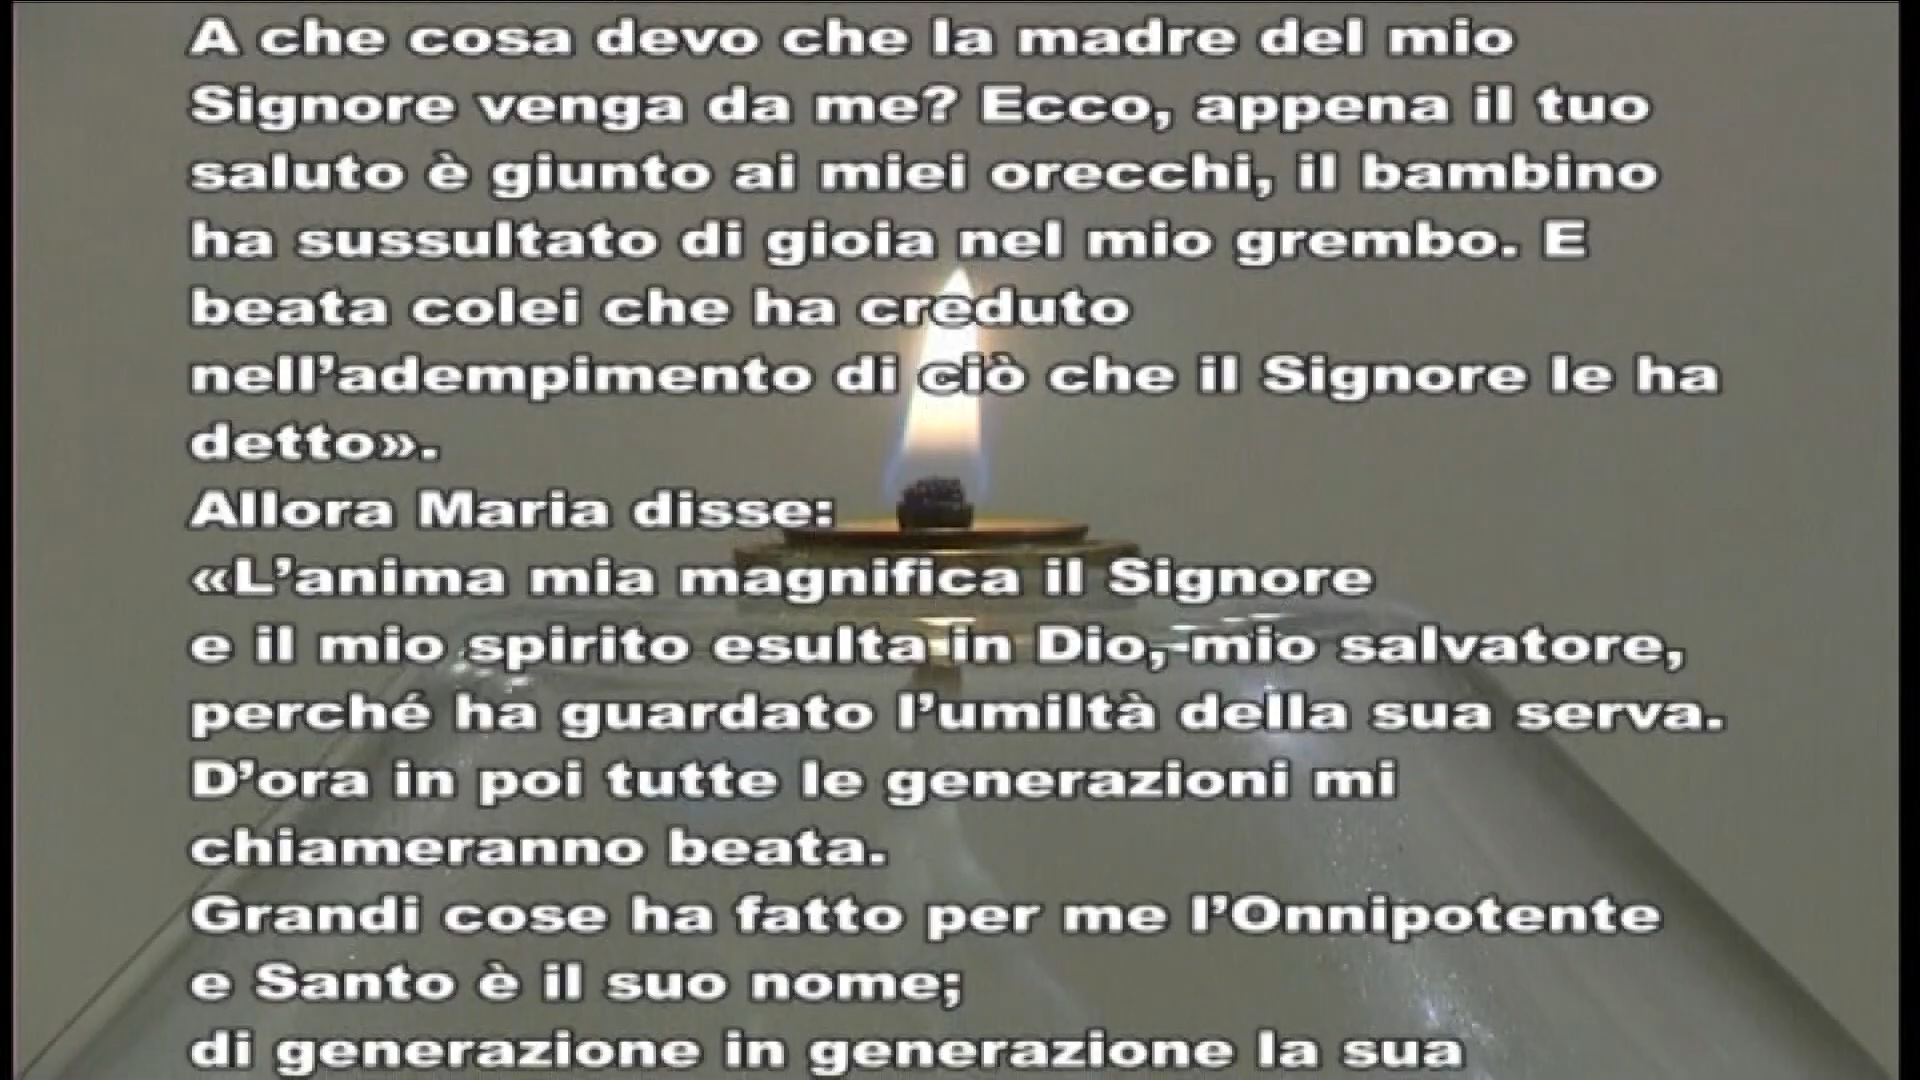 A che cosa devo che la madre del mio
Signore venga da me? Ecco, appena il tuo
saluto è giunto ai miei orecchi, il bambino
ha sussultato di gioia nel mio grembo. E
beata colei che ha creduto
nell’adempimento di ciò che il Signore le ha
detto».
Allora Maria disse:
«L’anima mia magnifica il Signore
e il mio spirito esulta in Dio, mio salvatore,
perché ha guardato l’umiltà della sua serva.
D’ora in poi tutte le generazioni mi
chiameranno beata.
Grandi cose ha fatto per me l’Onnipotente
e Santo è il suo nome;
di generazione in generazione la sua